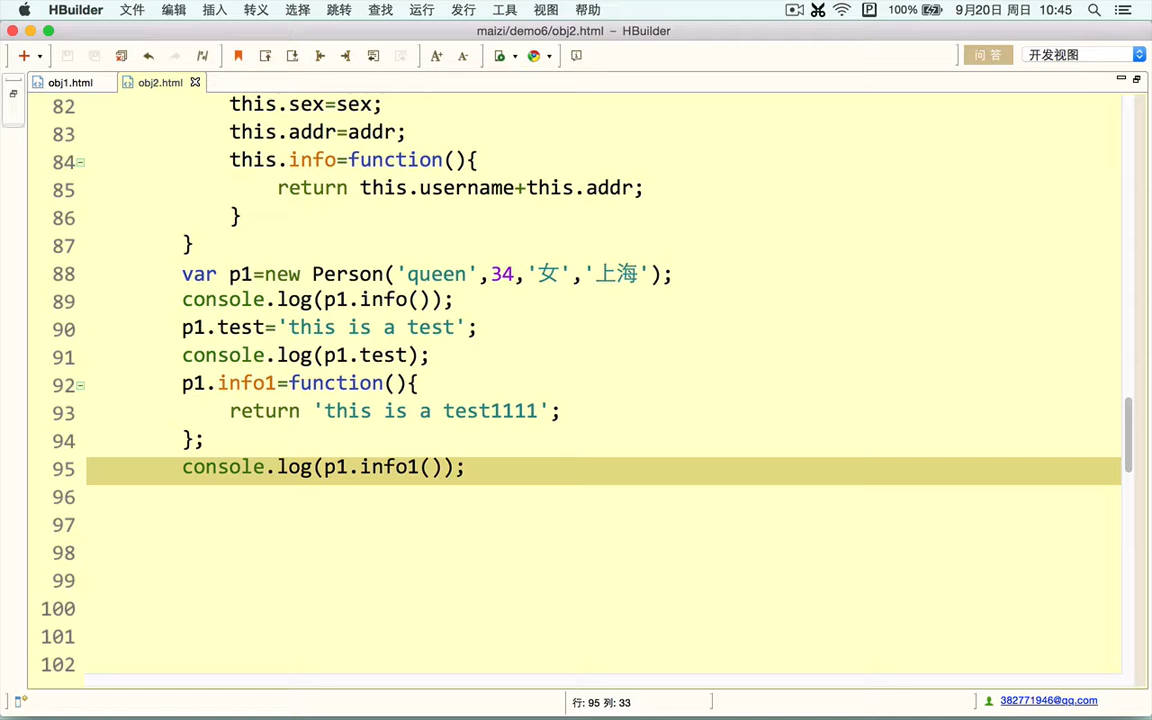 HBuilder 文件 编辑 插入 转义 选择 跳转 查找 运行 发行 工具 视图 帮助 100% 9月20日 周日 10:45
maizi/demo6/obj2.html − HBuilder
问 答 开发视图
obj1.html obj2.html
82 this.sex=sex;
83 this.addr=addr;
84 this.info=function(){
85 return this.username+this.addr;
86 }
87 }
88 var p1=new Person('queen',34,'女','上海');
89 console.log(p1.info());
90 p1.test='this is a test';
91 console.log(p1.test);
92 p1.info1=function(){
93 return 'this is a test1111';
94 };
95 console.log(p1.info1());
96
97
98
99
100
101
102
行: 95 列: 33 382771946@qq.com